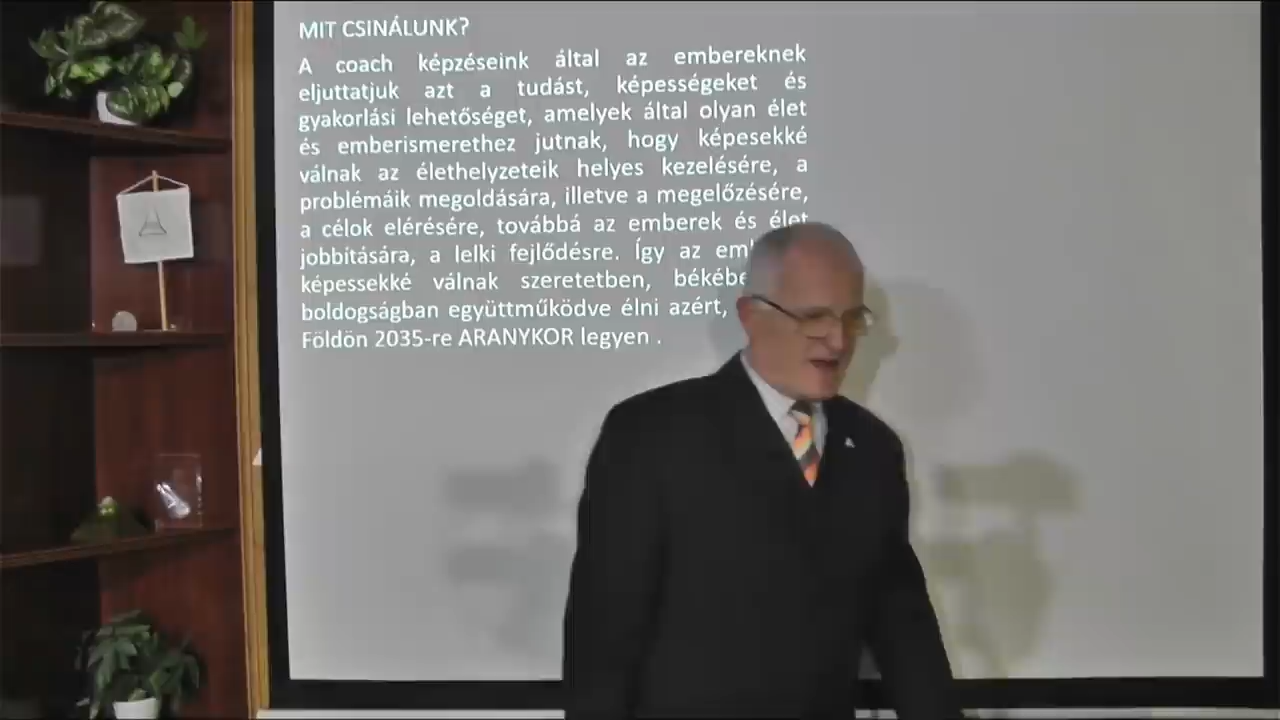 MIT CSINÁLUNK?
A coach képzéseink által az embereknek
eljuttatjuk azt a tudást, képességeket és
gyakorlási lehetőséget, amelyek által olyan élet
és emberismerethez jutnak, hogy képesekké
válnak az élethelyzeteik helyes kezelésére, a
problémáik megoldására, illetve a megelőzésére,
a célok elérésére, továbbá az emberek és élet
jobbítására, a lelki fejlődésre. Így az
képessekké válnak szeretetben,
boldogságban együttműködve élni azért,
Földön 2035-re ARANYKOR legyen .